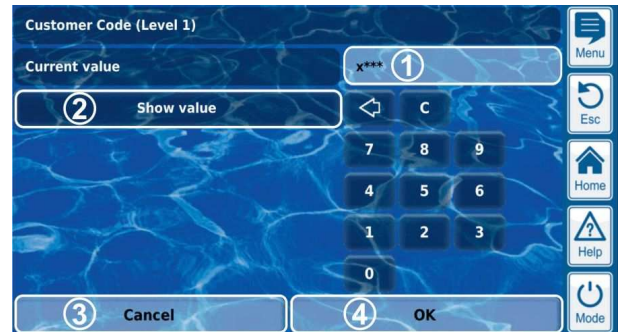 Customer Code (Level 1)
Menu
Current value
x***
1
2
Show value
C
Esc
7 8 9
4 5 6
Home
1 2 3
Help
0
3
Cancel
4
OK
Mode